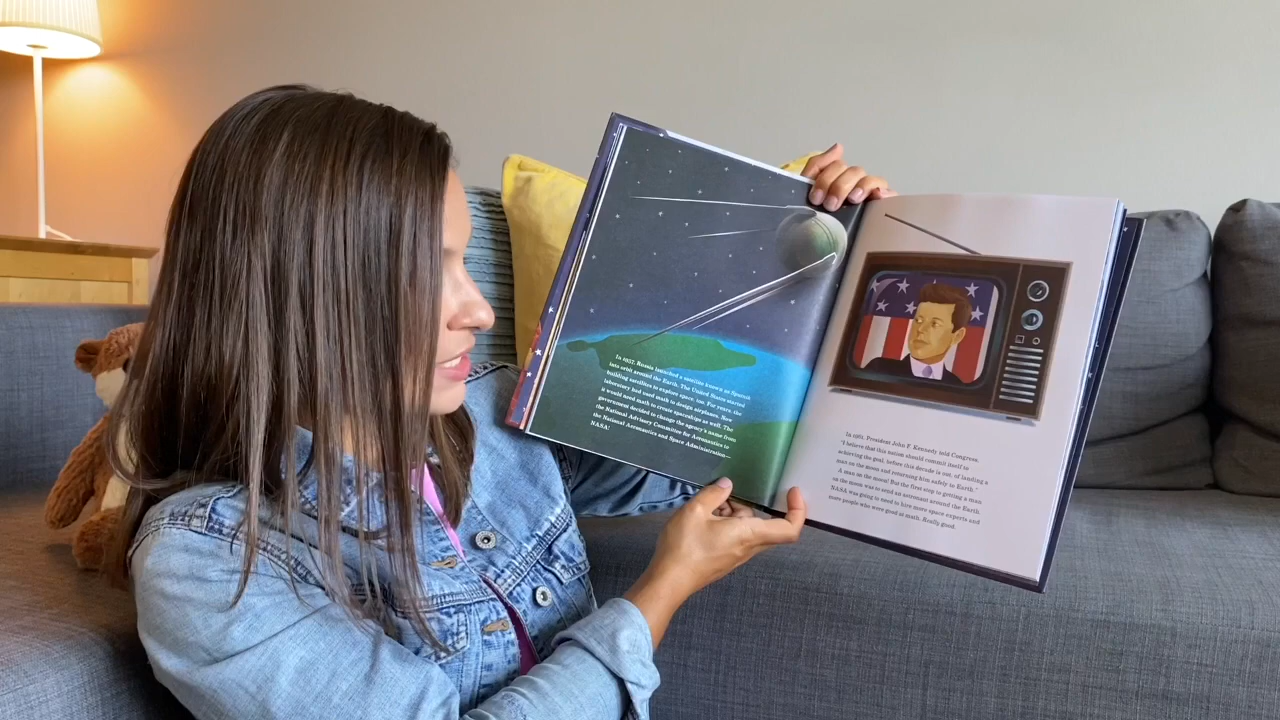 In 1957, Russia launched a satellite known as Sputnik
into orbit around the Earth. The United States started
building satellites to explore space, too. For years, the
laboratory had used math to design airplanes. Now
it would need math to create spaceships as well. The
government decided to change the agency's name from
the National Advisory Committee for Aeronautics to
the National Aeronautics and Space Administration—
NASA!
In 1961, President John F. Kennedy told Congress,
"I believe that this nation should commit itself to
achieving the goal, before this decade is out, of landing a
man on the moon and returning him safely to Earth."
A man on the moon! But the first step to getting a man
on the moon was to send an astronaut around the Earth.
NASA was going to need to hire more space experts and
more people who were good at math. Really good.